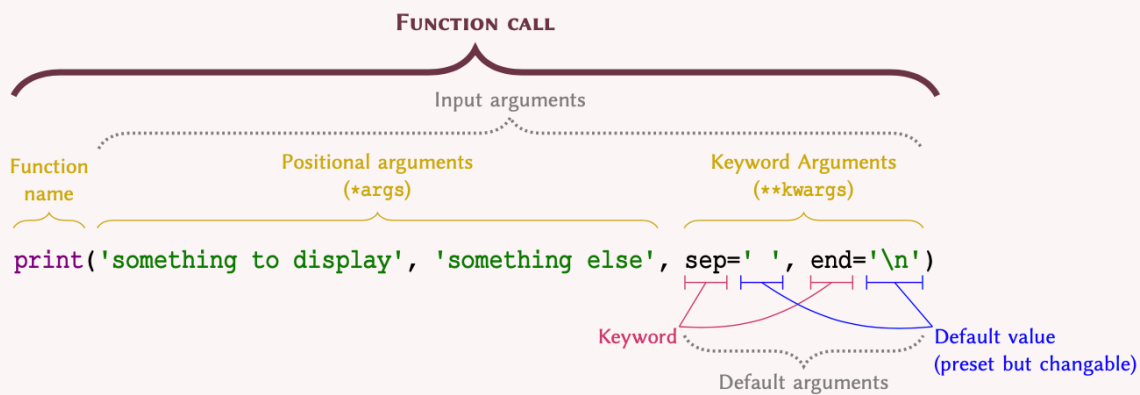 FUNCTION CALL
Input arguments
Function name
Positional arguments
(*args)
Keyword Arguments
(**kwargs)
print('something to display', 'something else', sep=' ', end='\n')
Keyword
Default value
(preset but changable)
Default arguments